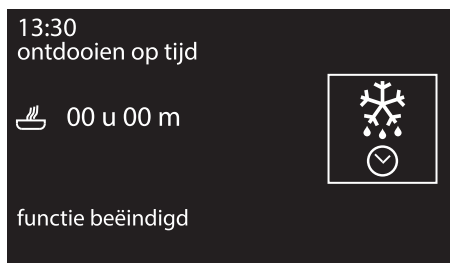 13:30
ontdooien op tijd
00 u 00 m
functie beëindigd